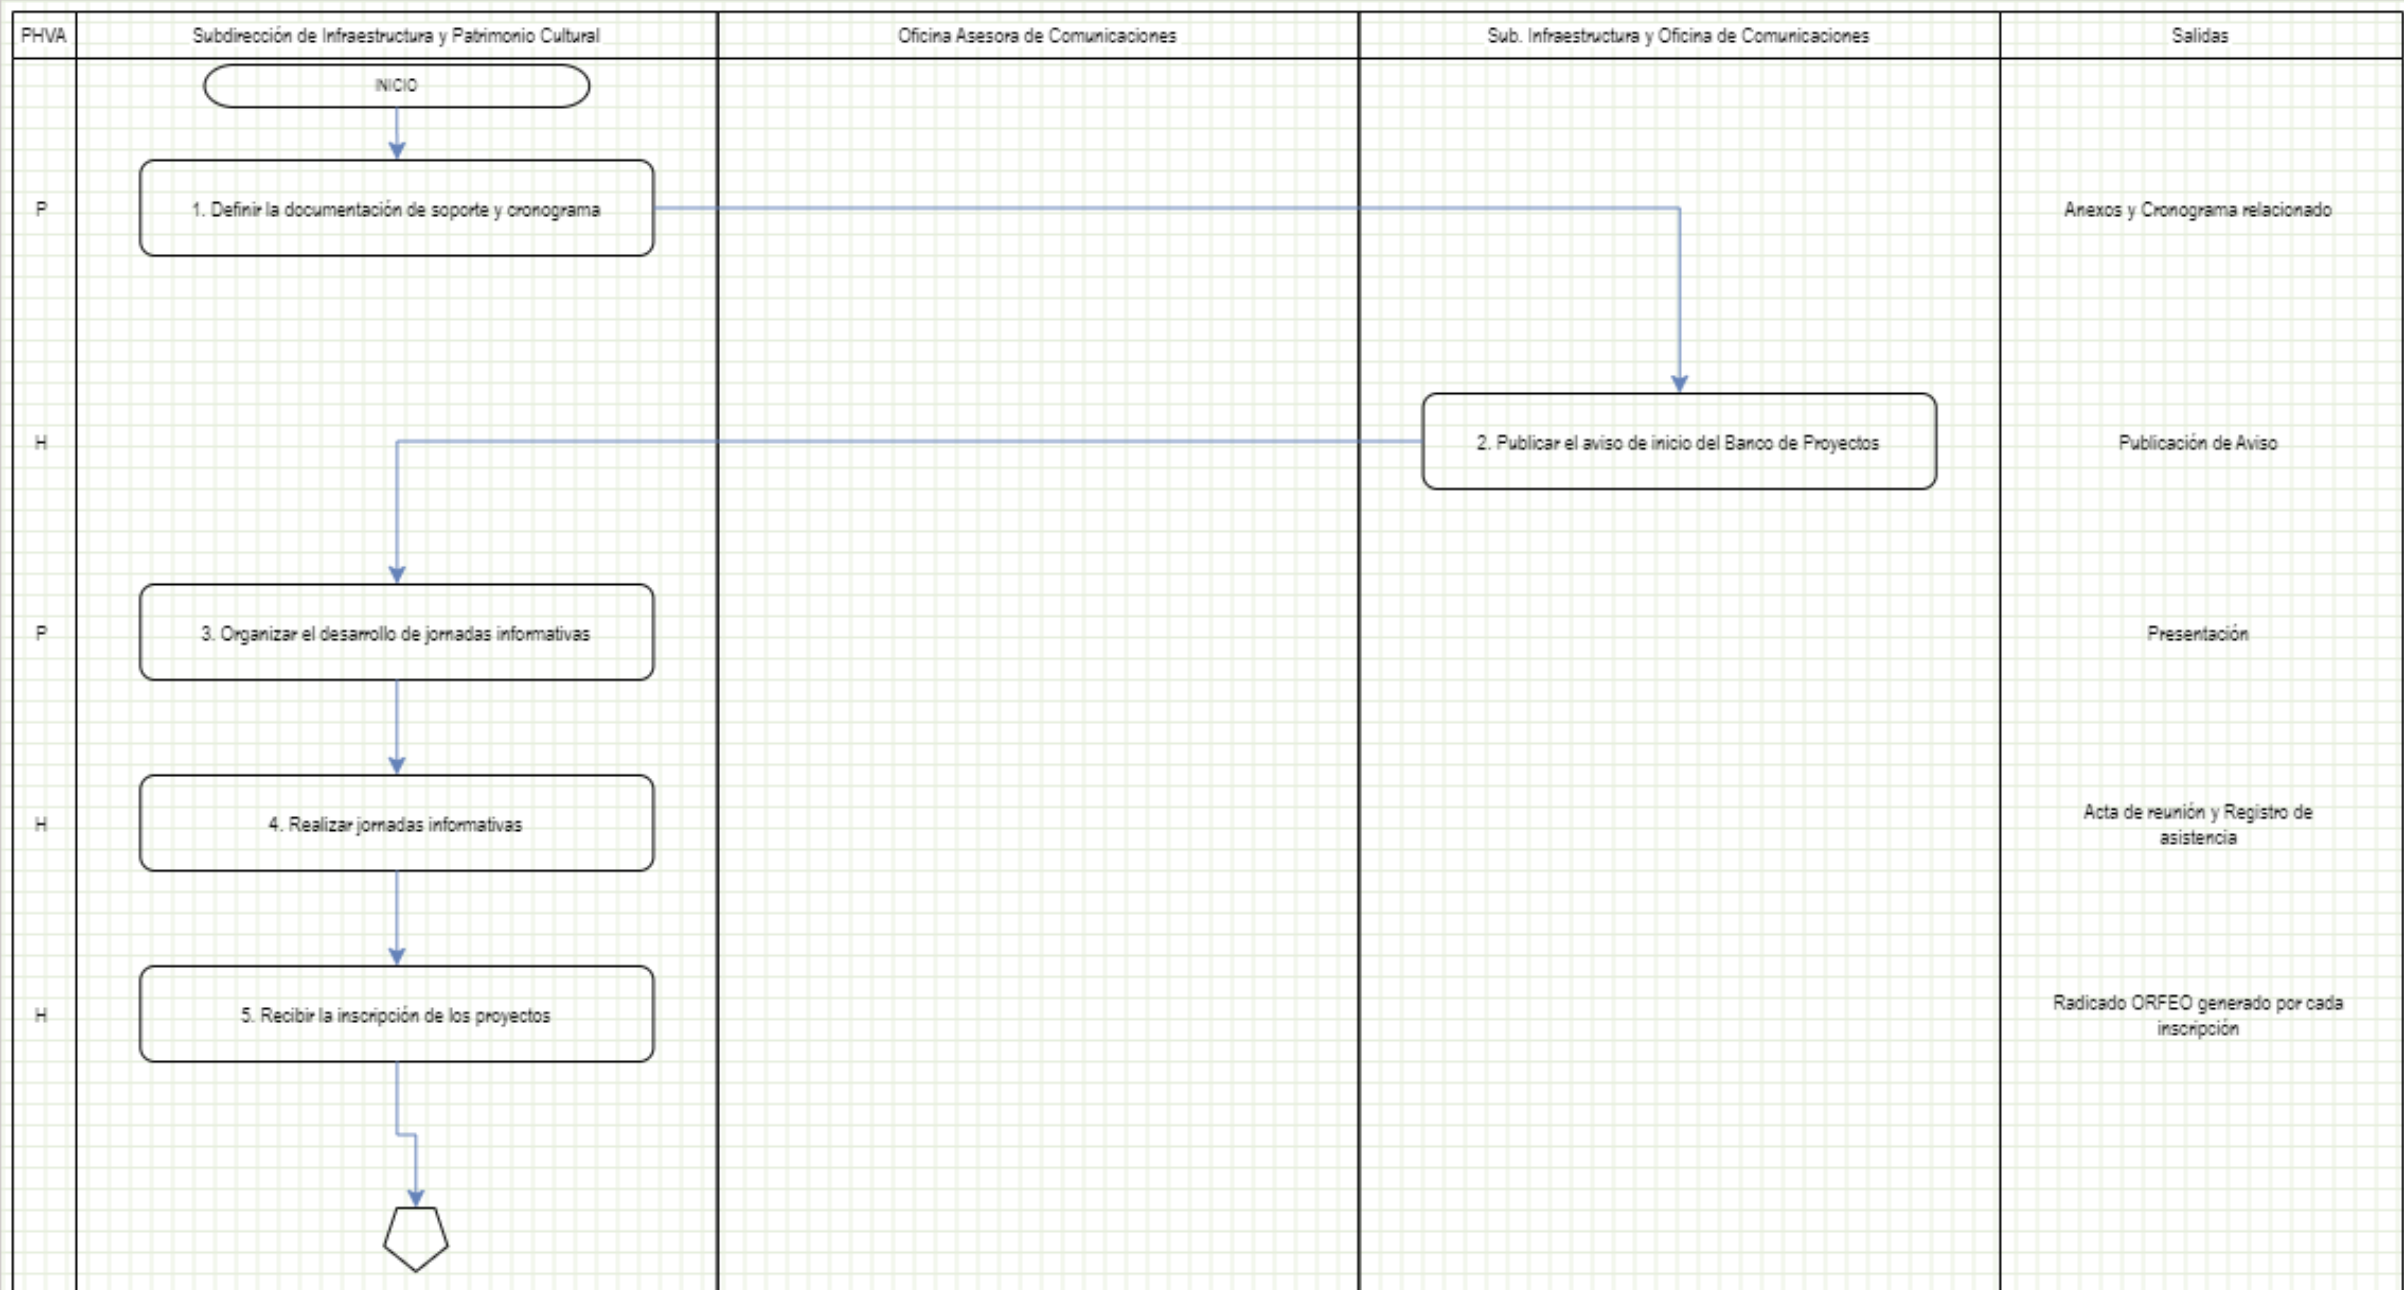 PHVA
Subdirección de Infraestructura y Patrimonio Cultural
Oficina Asesora de Comunicaciones
Sub. Infraestructura y Oficina de Comunicaciones
Salidas
INICIO
P
1. Definir la documentación de soporte y cronograma
Anexos y Cronograma relacionado
H
2. Publicar el aviso de inicio del Banco de Proyectos
Publicación de Aviso
P
3. Organizar el desarrollo de jornadas informativas
Presentación
H
4. Realizar jornadas informativas
Acta de reunión y Registro de
asistencia
H
5. Recibir la inscripción de los proyectos
Radicado ORFEO generado por cada
inscripción